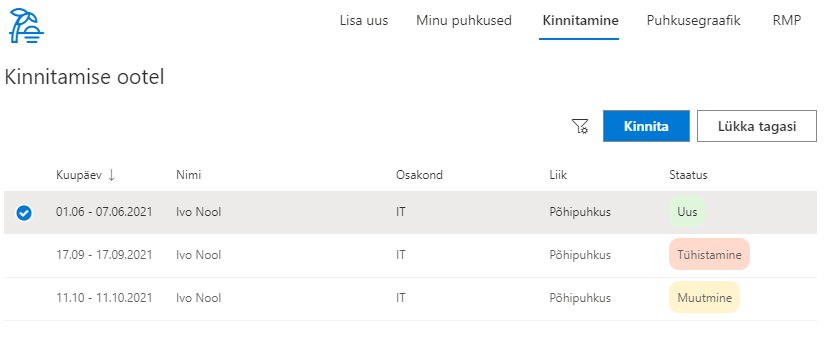 Lisa uus Minu puhkused Kinnitamine Puhkusegraafik RMP
Kinnitamise ootel
Kinnita Lükka tagasi
Kuupäev ↓ Nimi Osakond Liik Staatus
01.06 - 07.06.2021 Ivo Nool IT Põhipuhkus Uus
17.09 - 17.09.2021 Ivo Nool IT Põhipuhkus Tühistamine
11.10 - 11.10.2021 Ivo Nool IT Põhipuhkus Muutmine